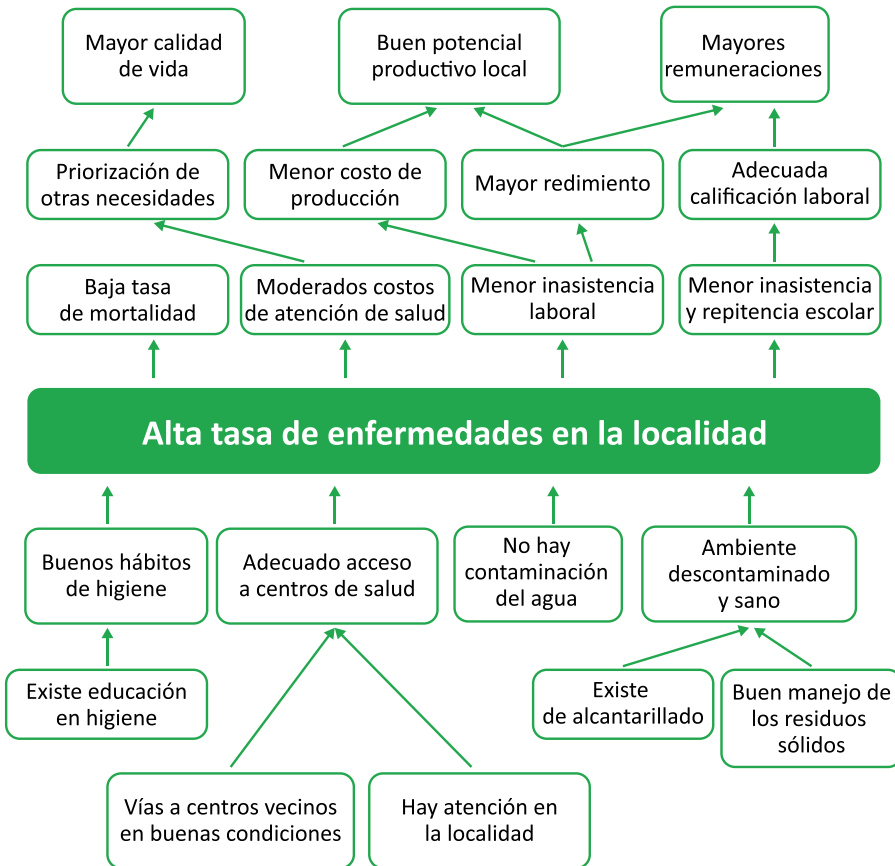 Mayor calidad
de vida
Buen potencial
productivo local
Mayores
remuneraciones
Priorización de
otras necesidades
Menor costo de
producción
Mayor redimiento
Adecuada
calificación laboral
Baja tasa
de mortalidad
Moderados costos
de atención de salud
Menor inasistencia
laboral
Menor inasistencia
y repitencia escolar
Alta tasa de enfermedades en la localidad
Buenos hábitos
de higiene
Adecuado acceso
a centros de salud
No hay
contaminación
del agua
Ambiente
descontaminado
y sano
Existe educación
en higiene
Existe
de alcantarillado
Buen manejo de
los residuos
sólidos
Vías a centros vecinos
en buenas condiciones
Hay atención en
la localidad